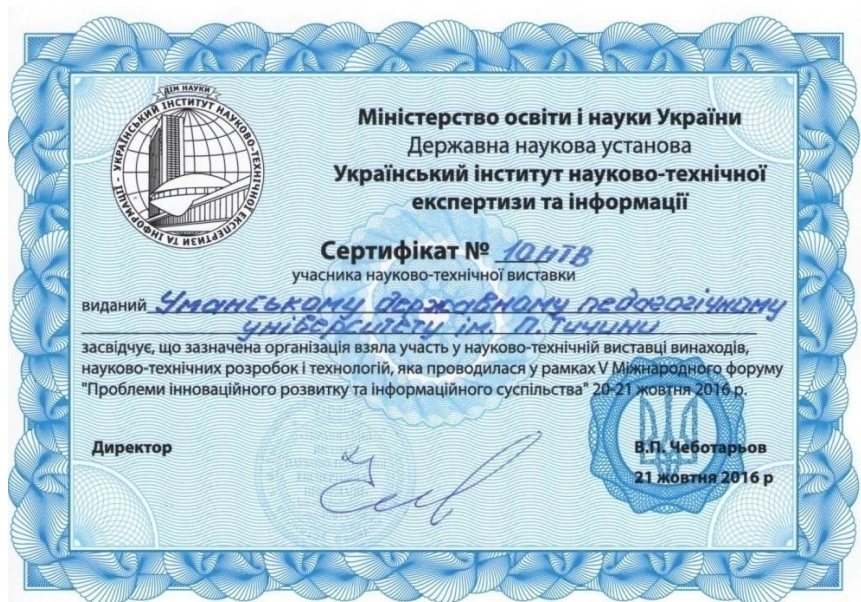 ДІМ НАУКИ
УКРАЇНСЬКИЙ ІНСТИТУТ НАУКОВО-ТЕХНІЧНОЇ ЕКСПЕРТИЗИ ТА ІНФОРМАЦІЇ
Міністерство освіти і науки України
Державна наукова установа
Український інститут науково-технічної
експертизи та інформації
Сертифікат № 10НТВ
учасника науково-технічної виставки
виданий Уманському державному педагогічному
університету ім. П.Тичини
засвідчує, що зазначена організація взяла участь у науково-технічній виставці винаходів,
науково-технічних розробок і технологій, яка проводилася у рамках V Міжнародного форуму
"Проблеми інноваційного розвитку та інформаційного суспільства" 20-21 жовтня 2016 р.
Директор
В.П. Чеботарьов
21 жовтня 2016 р